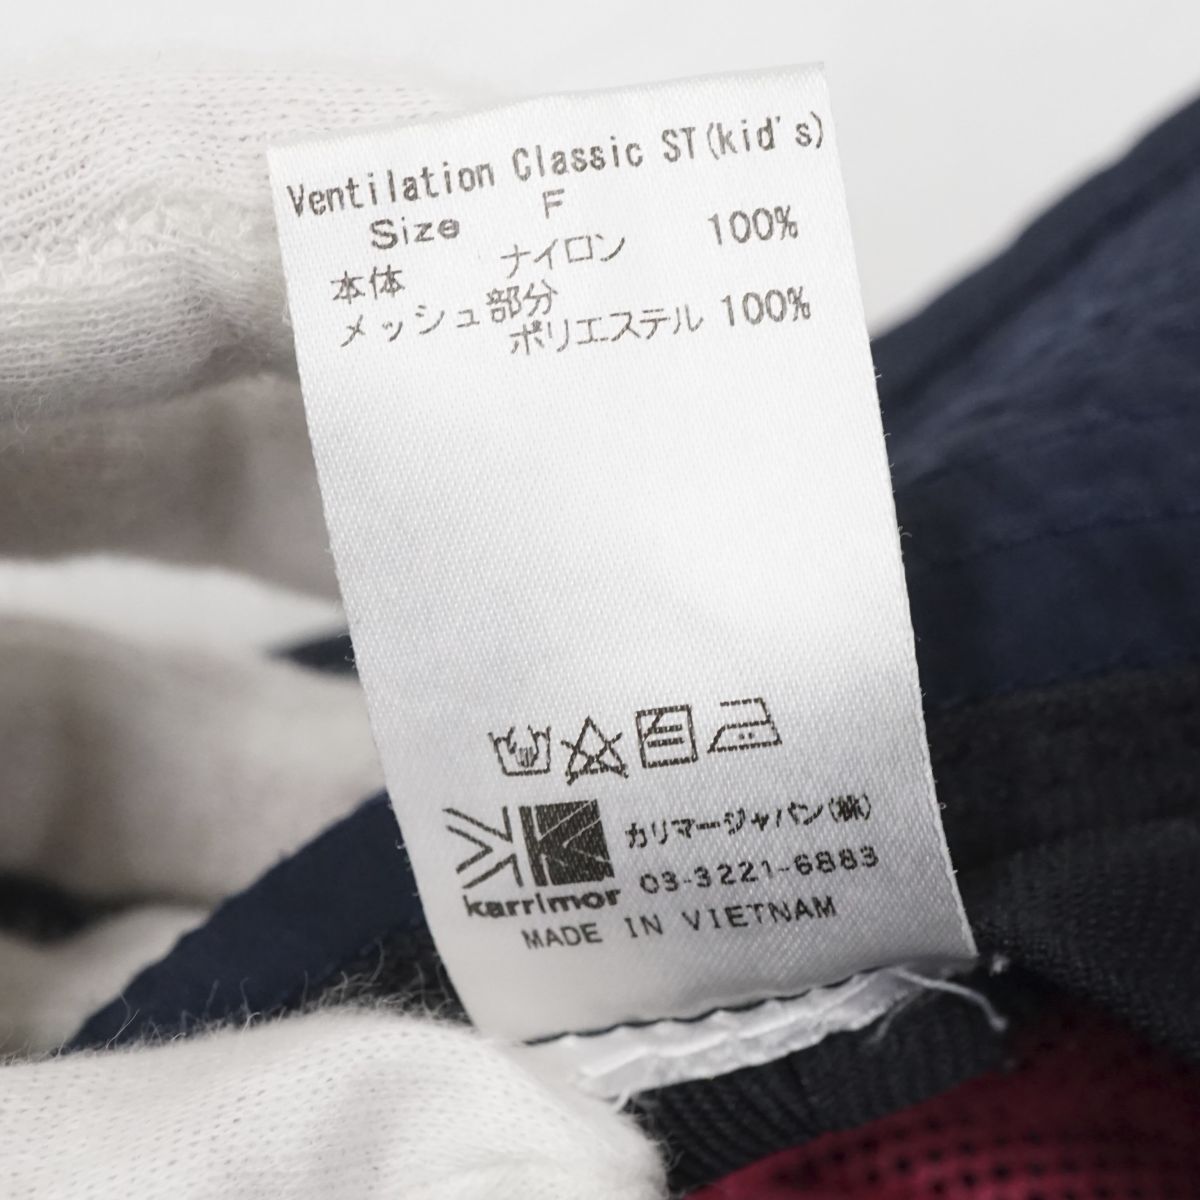 Ventilation Classic ST(kid's)
Size F
本体 ナイロン 100%
メッシュ部分
ポリエステル 100%
カリマージャパン(株)
03-3221-6883
karrimor
MADE IN VIETNAM